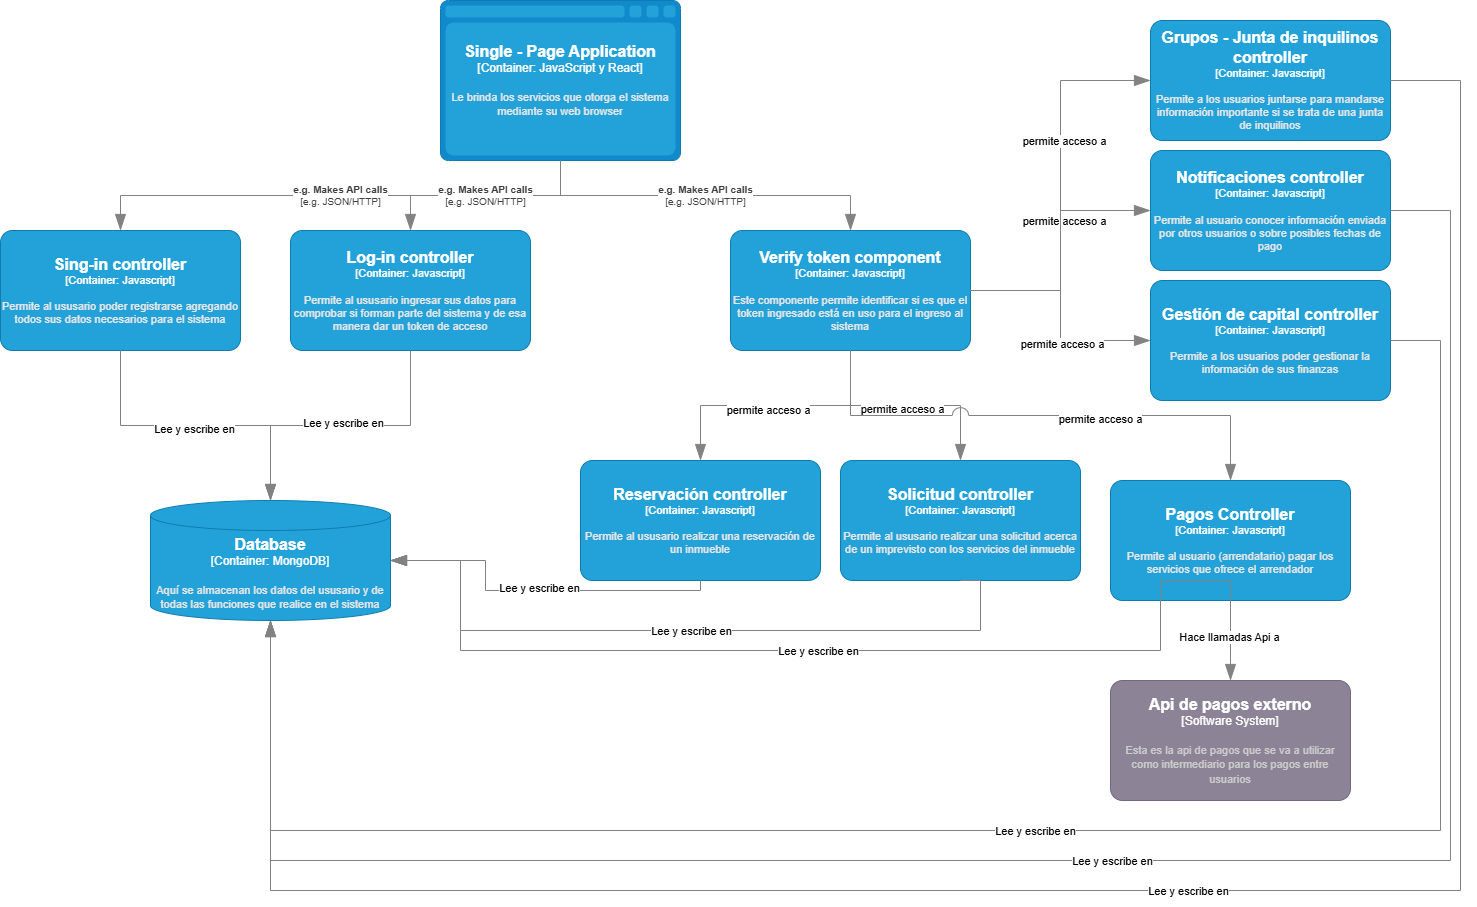 Single - Page Application
[Container: JavaScript y React]
Le brinda los servicios que otorga el sistema
mediante su web browser
Grupos - Junta de inquilinos
controller
[Container: Javascript]
Permite a los usuarios juntarse para mandarse
información importante si se trata de una junta
de inquilinos
permite acceso a
Notificaciones controller
[Container: Javascript]
Permite al usuario conocer información enviada
por otros usuarios o sobre posibles fechas de
pago
permite acceso a
Gestión de capital controller
[Container: Javascript]
Permite a los usuarios poder gestionar la
información de sus finanzas
permite acceso a
e.g. Makes API calls
[e.g. JSON/HTTP]
e.g. Makes API calls
[e.g. JSON/HTTP]
e.g. Makes API calls
[e.g. JSON/HTTP]
Sing-in controller
[Container: Javascript]
Permite al ususario poder registrarse agregando
todos sus datos necesarios para el sistema
Log-in controller
[Container: Javascript]
Permite al ususario ingresar sus datos para
comprobar si forman parte del sistema y de esa
manera dar un token de acceso
Verify token component
[Container: Javascript]
Este componente permite identificar si es que el
token ingresado está en uso para el ingreso al
sistema
Lee y escribe en
Lee y escribe en
permite acceso a
permite acceso a
permite acceso a
Database
[Container: MongoDB]
Aquí se almacenan los datos del ususario y de
todas las funciones que realice en el sistema
Reservación controller
[Container: Javascript]
Permite al ususario realizar una reservación de
un inmueble
Solicitud controller
[Container: Javascript]
Permite al ususario realizar una solicitud acerca
de un imprevisto con los servicios del inmueble
Pagos Controller
[Container: Javascript]
Permite al usuario (arrendatario) pagar los
servicios que ofrece el arrendador
Lee y escribe en
Lee y escribe en
Lee y escribe en
Hace llamadas Api a
Api de pagos externo
[Software System]
Esta es la api de pagos que se va a utilizar
como intermediario para los pagos entre
usuarios
Lee y escribe en
Lee y escribe en
Lee y escribe en